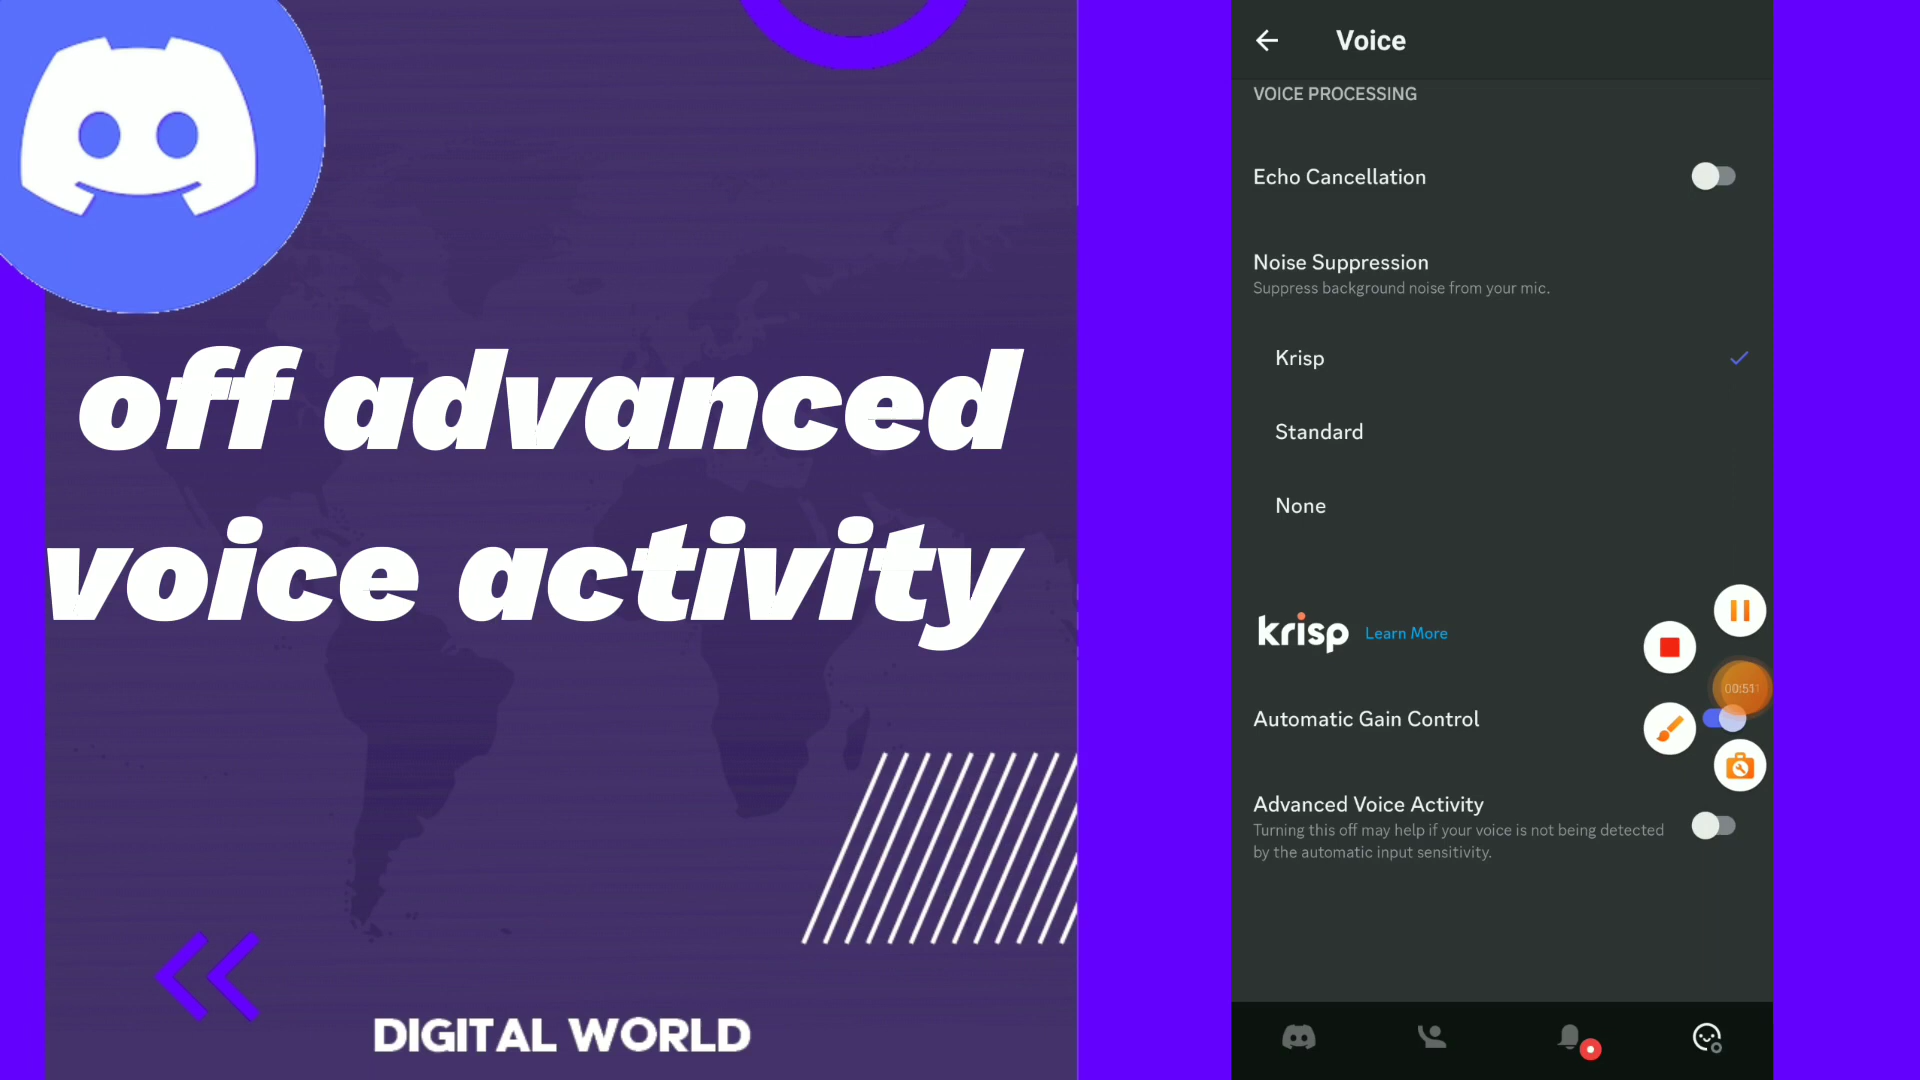 off advanced
voice activity
DIGITAL WORLD
Voice
VOICE PROCESSING
Echo Cancellation
Noise Suppression
Suppress background noise from your mic.
Krisp
Standard
None
krisp Learn More
00:51
Automatic Gain Control
Advanced Voice Activity
Turning this off may help if your voice is not being detected
by the automatic input sensitivity.